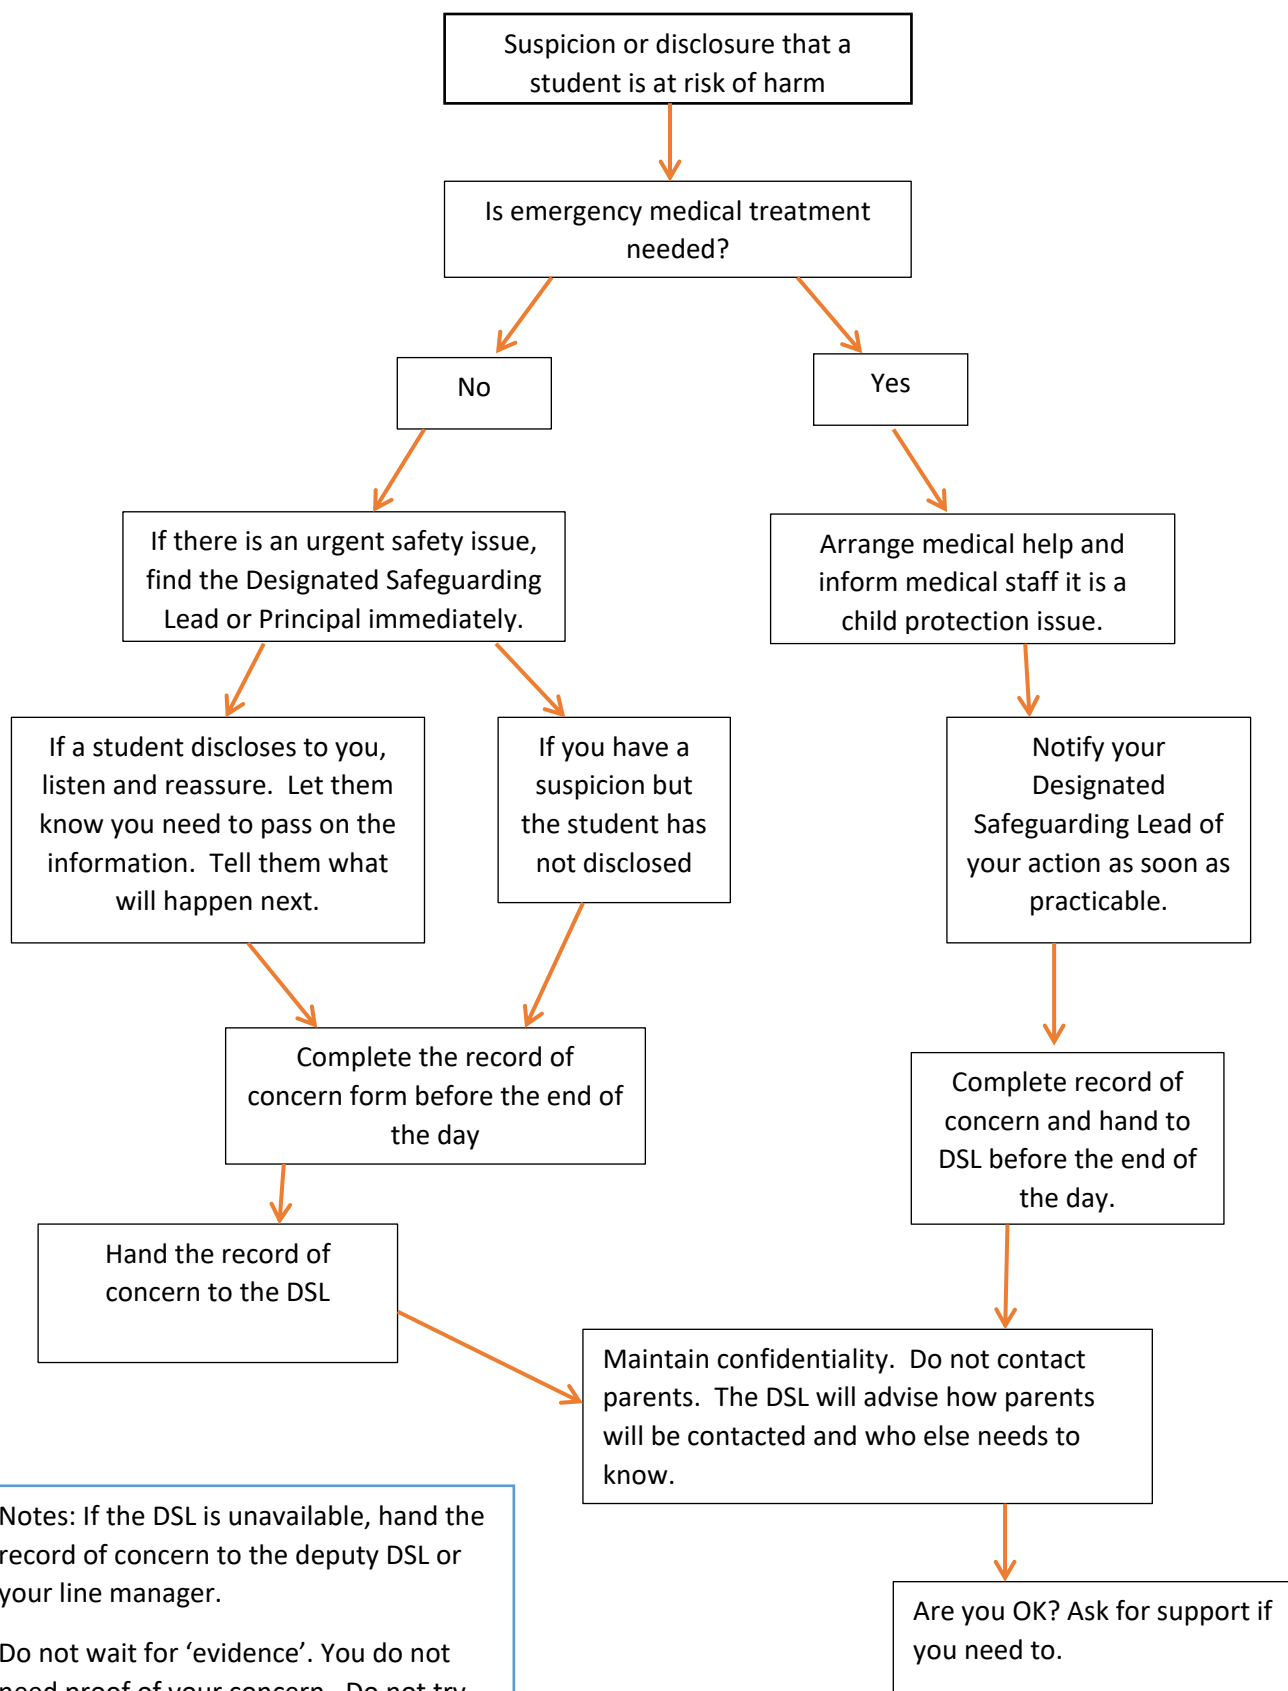 Suspicion or disclosure that a
student is at risk of harm
Is emergency medical treatment
needed?
No
Yes
If there is an urgent safety issue,
find the Designated Safeguarding
Lead or Principal immediately.
Arrange medical help and
inform medical staff it is a
child protection issue.
If a student discloses to you,
listen and reassure.  Let them
know you need to pass on the
information.  Tell them what
will happen next.
If you have a
suspicion but
the student has
not disclosed
Notify your
Designated
Safeguarding Lead of
your action as soon as
practicable.
Complete the record of
concern form before the end of
the day
Complete record of
concern and hand to
DSL before the end of
the day.
Hand the record of
concern to the DSL
Maintain confidentiality.  Do not contact
parents.  The DSL will advise how parents
will be contacted and who else needs to
know.
Notes: If the DSL is unavailable, hand the
record of concern to the deputy DSL or
your line manager.
Do not wait for ‘evidence’. You do not
need proof of your concern.  Do not try
Are you OK? Ask for support if
you need to.